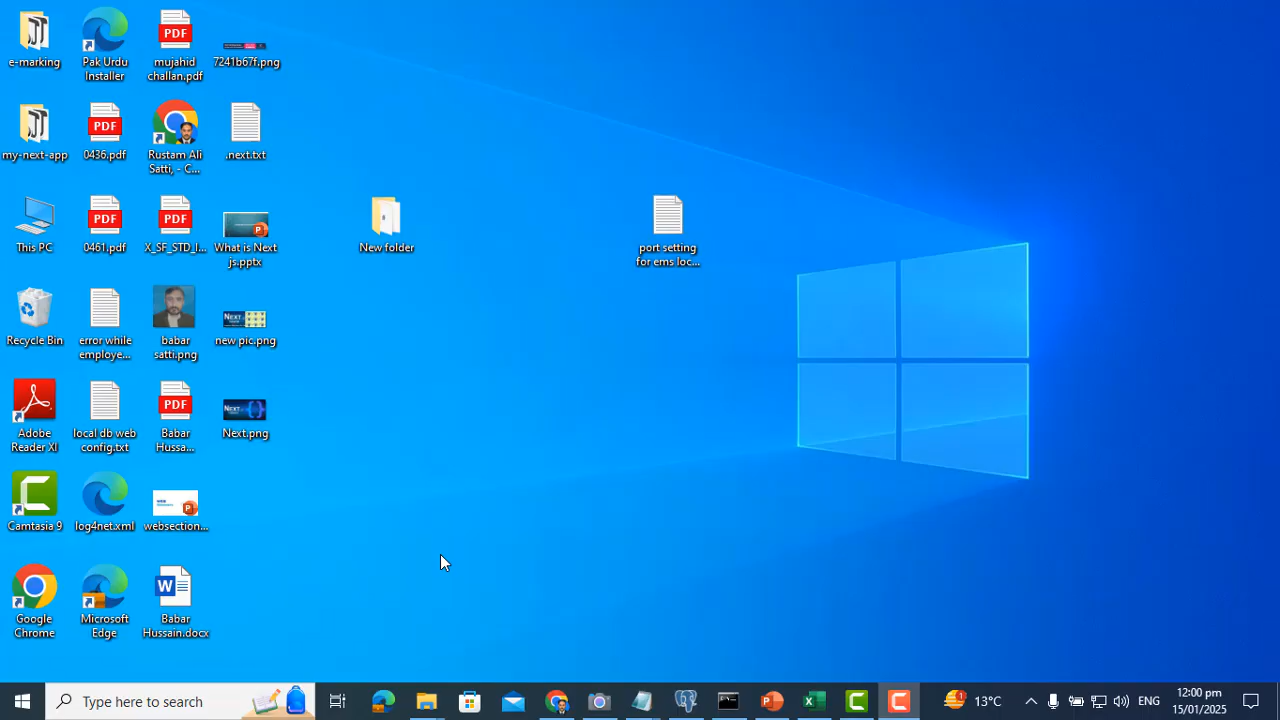 e-marking
Pak Urdu
Installer
mujahid
challan.pdf
7241b67f.png
my-next-app
0436.pdf
Rustam Ali
Satti, - C...
.next.txt
This PC
0461.pdf
X_SF_STD_I...
What is Next
js.pptx
New folder
port setting
for ems loc...
Recycle Bin
error while
employe...
babar
satti.png
new pic.png
Adobe
Reader XI
local db web
config.txt
Babar
Hussa...
Next.png
Camtasia 9
log4net.xml
websection...
Google
Chrome
Microsoft
Edge
Babar
Hussain.docx
PDF
PDF
PDF
PDF
PDF
NEXT
NEXT
Type here to search
1
13°C
ENG
12:00 pm
15/01/2025